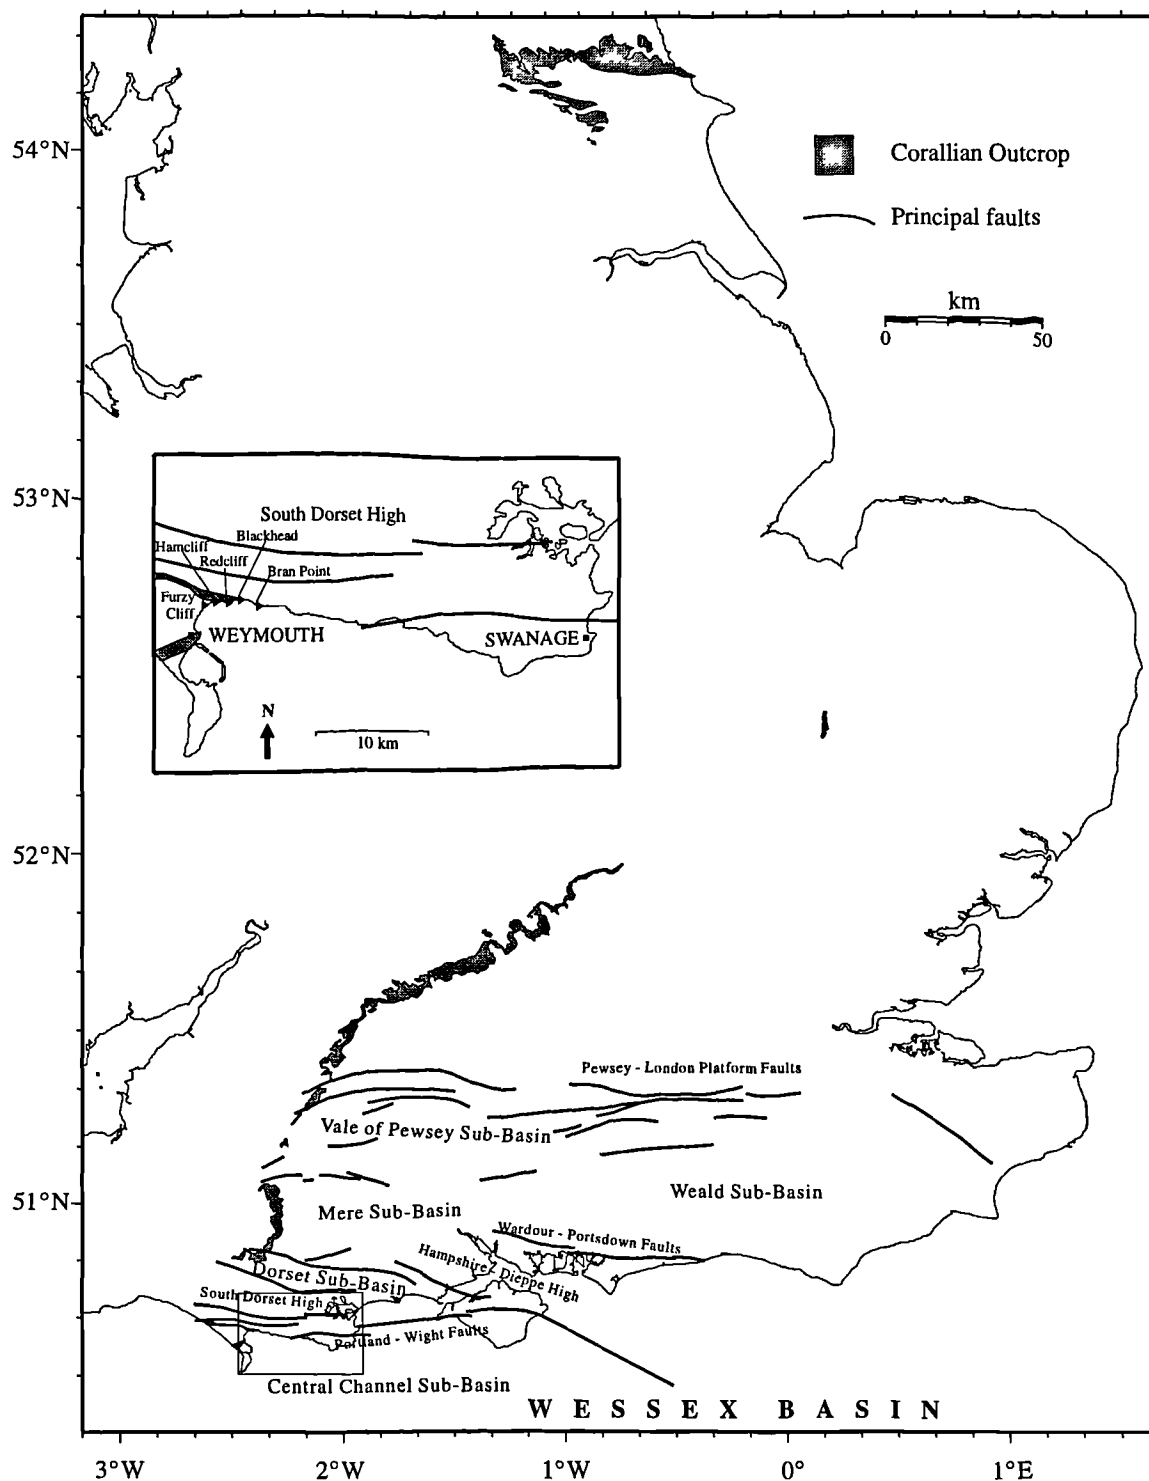 54°N
Corallian Outcrop
Principal faults
km
0 50
53°N
South Dorset High
Blackhead
Hamcliff
Redcliff
Bran Point
Furzy
Cliff
WEYMOUTH
SWANAGE
N
10 km
52°N
Pewsey - London Platform Faults
Vale of Pewsey Sub-Basin
Weald Sub-Basin
51°N
Mere Sub-Basin
Wardour - Portsdown Faults
Hampshire - Dieppe High
Dorset Sub-Basin
South Dorset High
Portland - Wight Faults
Central Channel Sub-Basin
WESSEX BASIN
3°W 2°W 1°W 0° 1°E